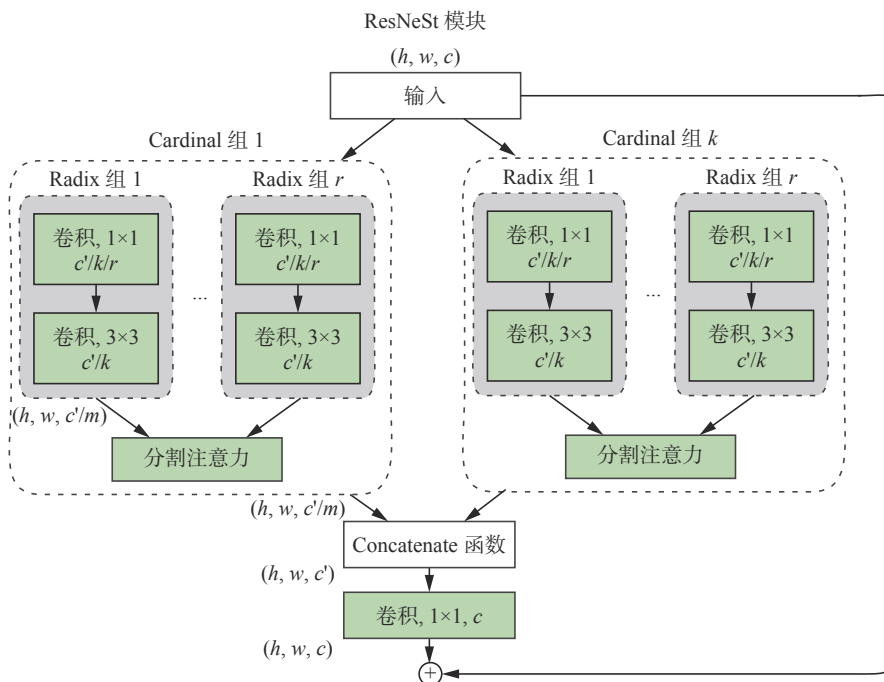 ResNeSt 模块
(h, w, c)
输入
Cardinal 组 1
Cardinal 组 k
Radix 组 1
Radix 组 r
Radix 组 1
Radix 组 r
卷积, 1×1
c'/k/r
卷积, 1×1
c'/k/r
卷积, 1×1
c'/k/r
卷积, 1×1
c'/k/r
...
...
卷积, 3×3
c'/k
卷积, 3×3
c'/k
卷积, 3×3
c'/k
卷积, 3×3
c'/k
(h, w, c'/m)
分割注意力
分割注意力
(h, w, c'/m)
Concatenate 函数
(h, w, c')
卷积, 1×1, c
(h, w, c)
+